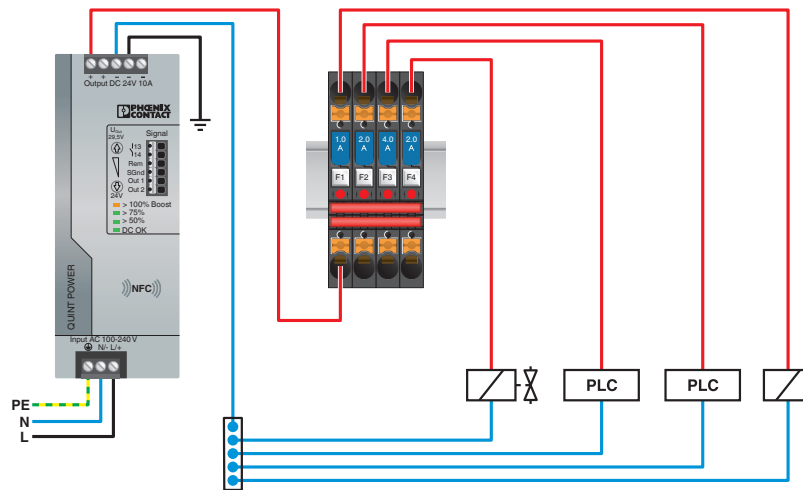 + + – – –
Output DC 24V 10A
PHŒNIX
CONTACT
UOut
29,5V
Signal
13
14
Rem
SGnd
Out 1
Out 2
24V
> 100% Boost
> 75%
> 50%
DC OK
QUINT POWER
NFC
Input AC 100-240 V
N/- L/+
PE
N
L
1.0 2.0 4.0 2.0
A A A A
F1 F2 F3 F4
PLC PLC